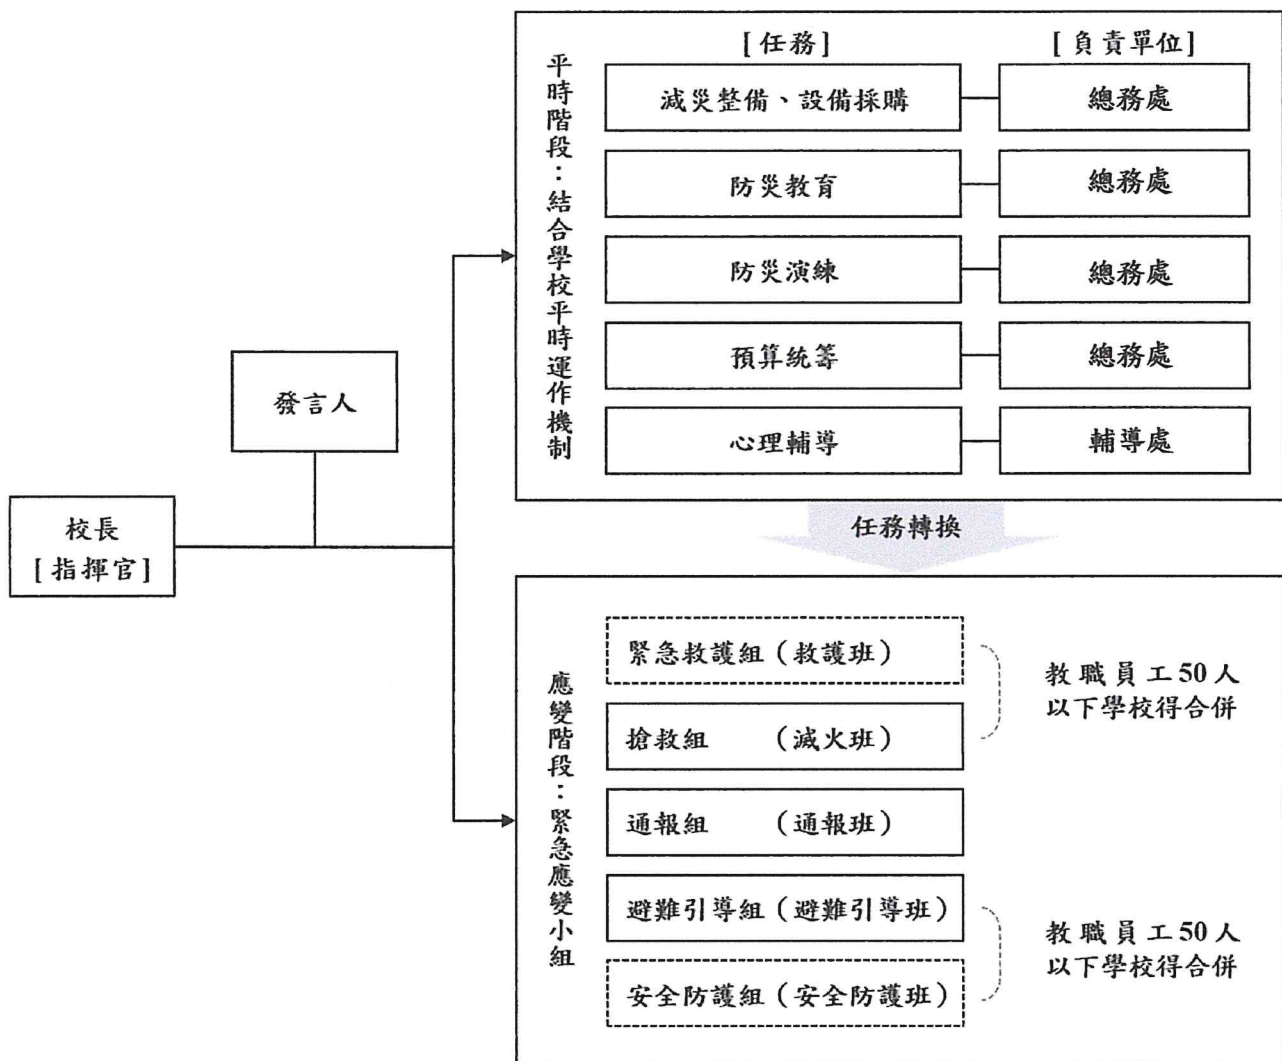 校長
[指揮官]
發言人
平時階段：結合學校平時運作機制
[任務] [負責單位]
減災整備、設備採購 總務處
防災教育 總務處
防災演練 總務處
預算統籌 總務處
心理輔導 輔導處
任務轉換
應變階段：緊急應變小組
緊急救護組（救護班）
搶救組 （滅火班）
教職員工50人
以下學校得合併
通報組 （通報班）
避難引導組（避難引導班）
安全防護組（安全防護班）
教職員工50人
以下學校得合併